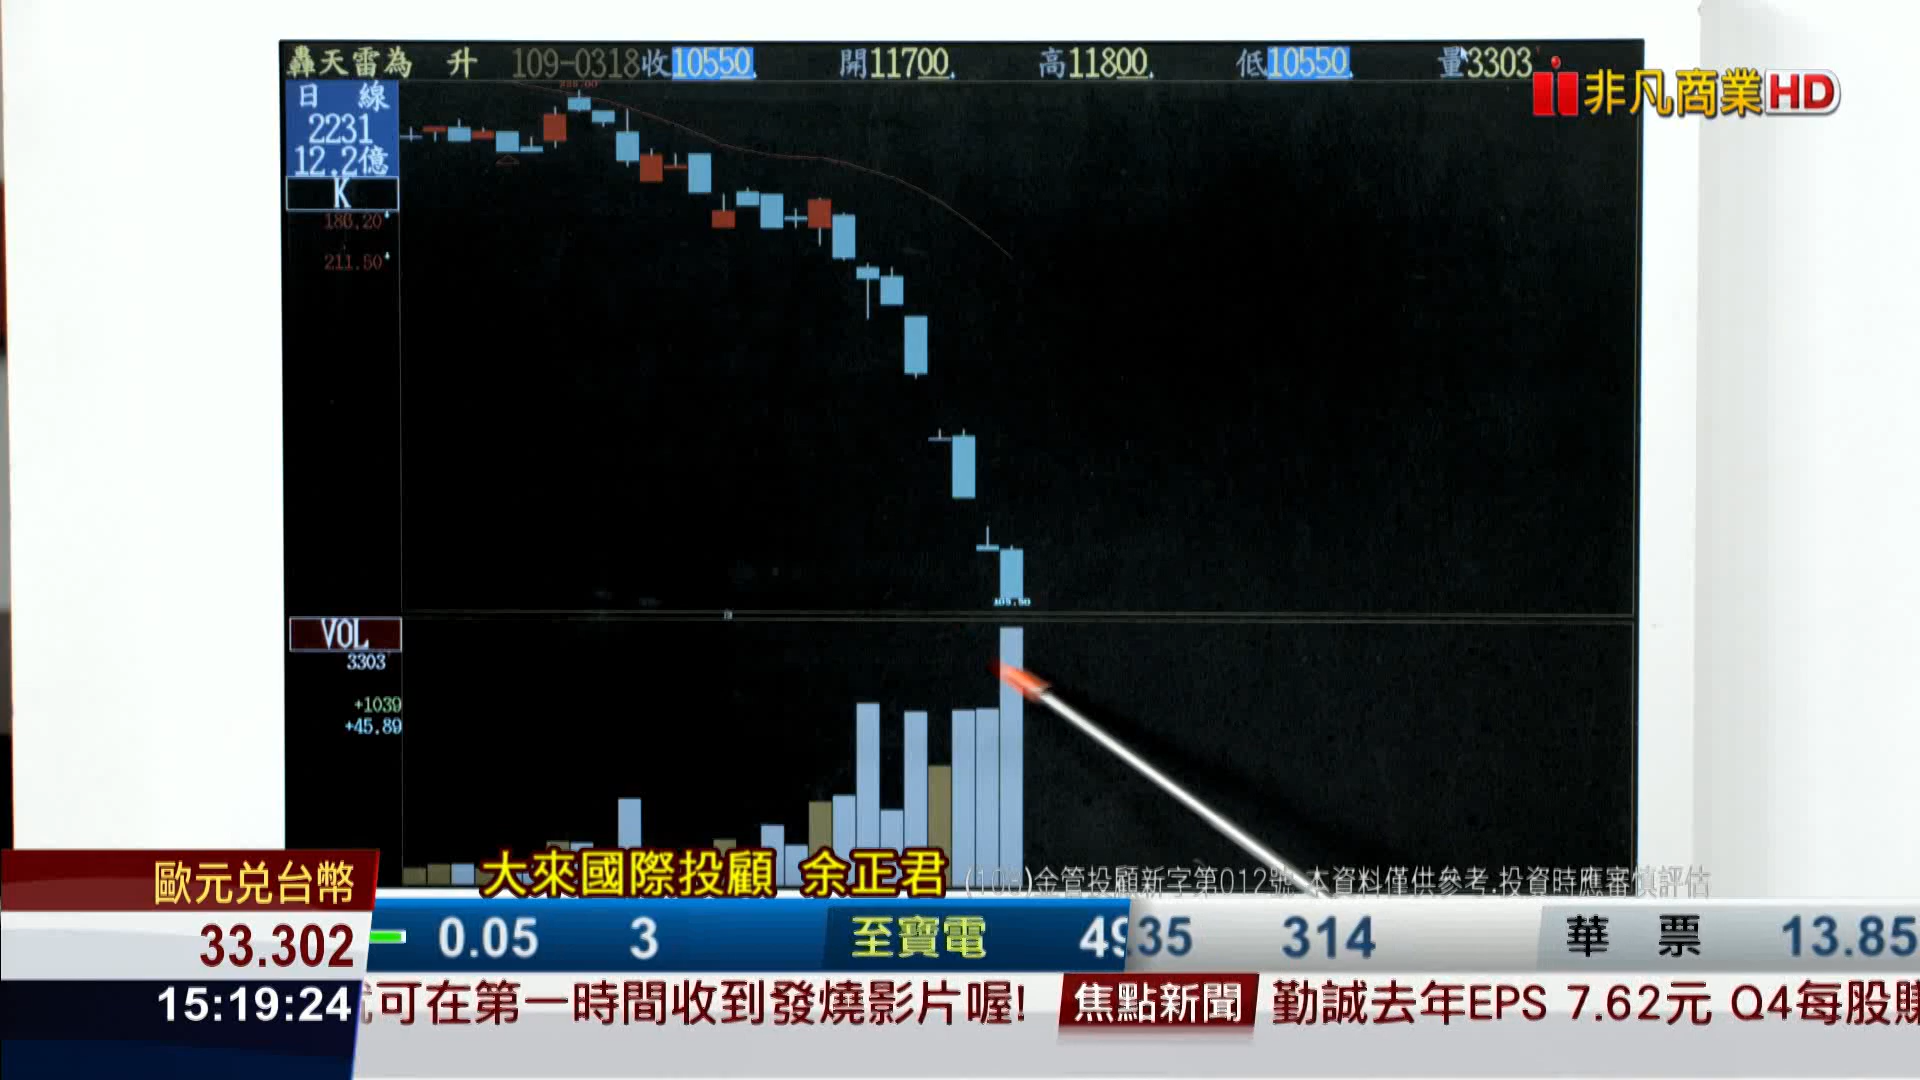 轟天雷為 升 109-0318收10550. 開11700. 高11800. 低10550. 量3303
非凡商業HD
日 線
2231
12.2億
K
186.20
211.50
105.50
VOL
3303
+1039
+45.89
歐元兌台幣
33.302
15:19:24
大來國際投顧 余正君
金管投顧新字第012號 本資料僅供參考.投資時應審慎評估
0.05 3 至寶電 49 35 314 華 票 13.85
可在第一時間收到發燒影片喔! 焦點新聞 勤誠去年EPS 7.62元 Q4每股賺